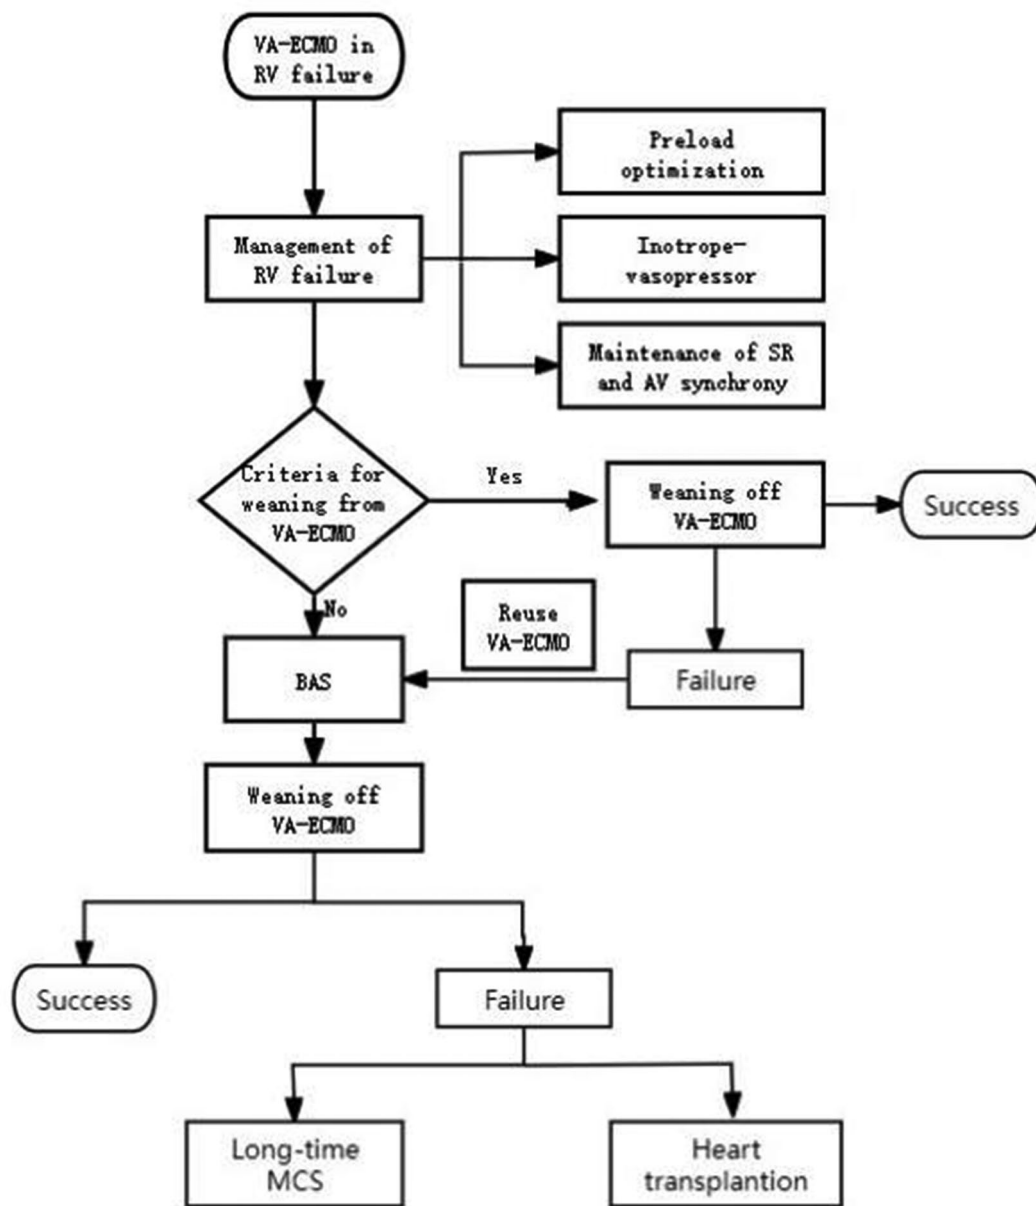 VA-ECMO in
RV failure
Preload
optimization
Management of
RV failure
Inotrope-
vasopressor
Maintenance of SR
and AV synchrony
Criteria for
weaning from
VA-ECMO
Yes
Weaning off
VA-ECMO
Success
No
Reuse
VA-ECMO
BAS
Failure
Weaning off
VA-ECMO
Success
Failure
Long-time
MCS
Heart
transplantion